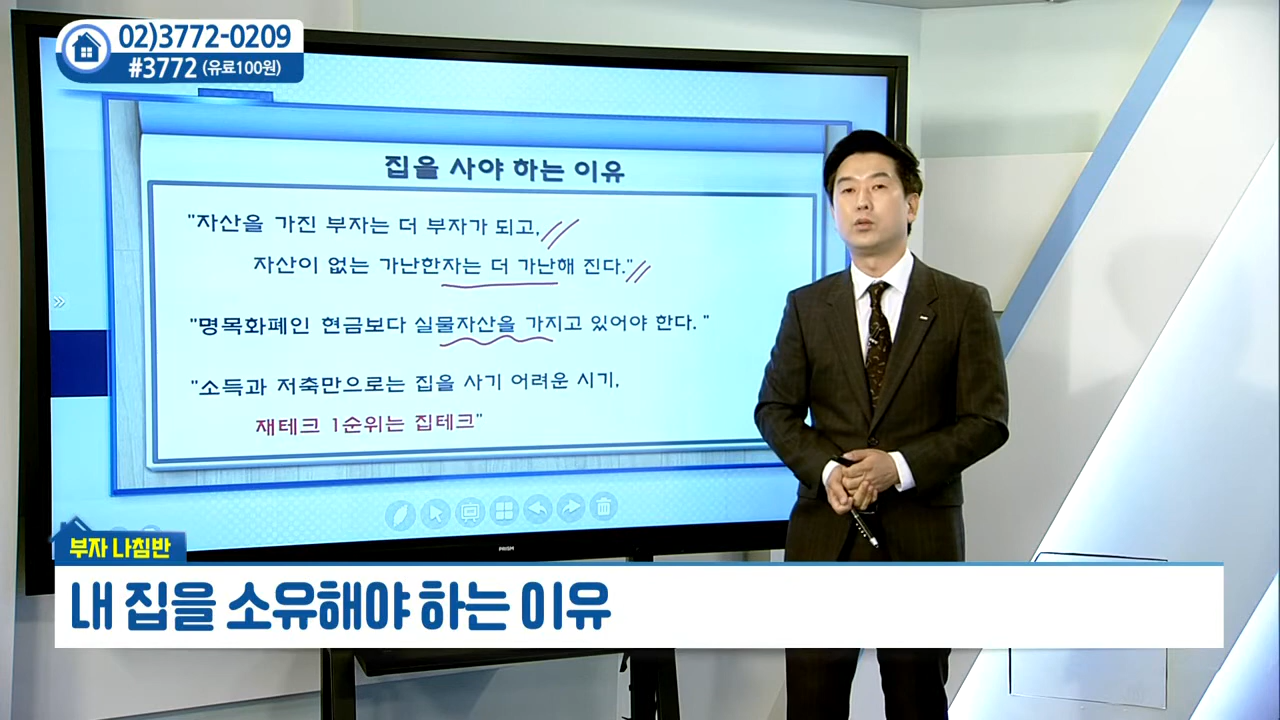 02)3772-0209
#3772 (유료100원)
집을 사야 하는 이유
"자산을 가진 부자는 더 부자가 되고,
자산이 없는 가난한자는 더 가난해 진다."
"명목화폐인 현금보다 실물자산을 가지고 있어야 한다. "
"소득과 저축만으로는 집을 사기 어려운 시기,
재테크 1순위는 집테크"
PRISM
부자 나침반
내 집을 소유해야 하는 이유